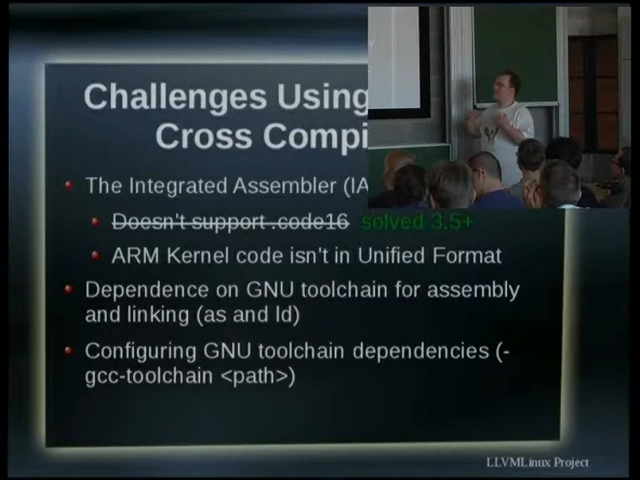 Challenges Using
Cross Compi
The Integrated Assembler (IA
Doesn't support .code16 solved 3.5+
ARM Kernel code isn't in Unified Format
Dependence on GNU toolchain for assembly
and linking (as and ld)
Configuring GNU toolchain dependencies (-
gcc-toolchain <path>)
LLVMLinux Project